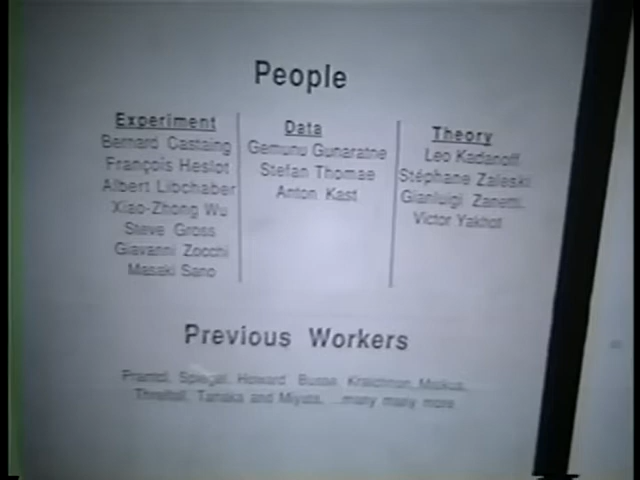 People
Experiment
Bernard Castaing
François Heslot
Albert Libchaber
Xiao-Zhong Wu
Steve Gross
Giavanni Zocchi
Masaki Sano
Data
Gemunu Gunaratne
Stefan Thomae
Anton Kast
Theory
Leo Kadanoff
Stéphane Zaleski
Gianluigi Zanetti
Victor Yakhot
Previous Workers
Prantdl, Spiegel, Howard, Busse, Kraichnan, Malkus,
Threlfall, Tanaka and Miyata, ...many many more